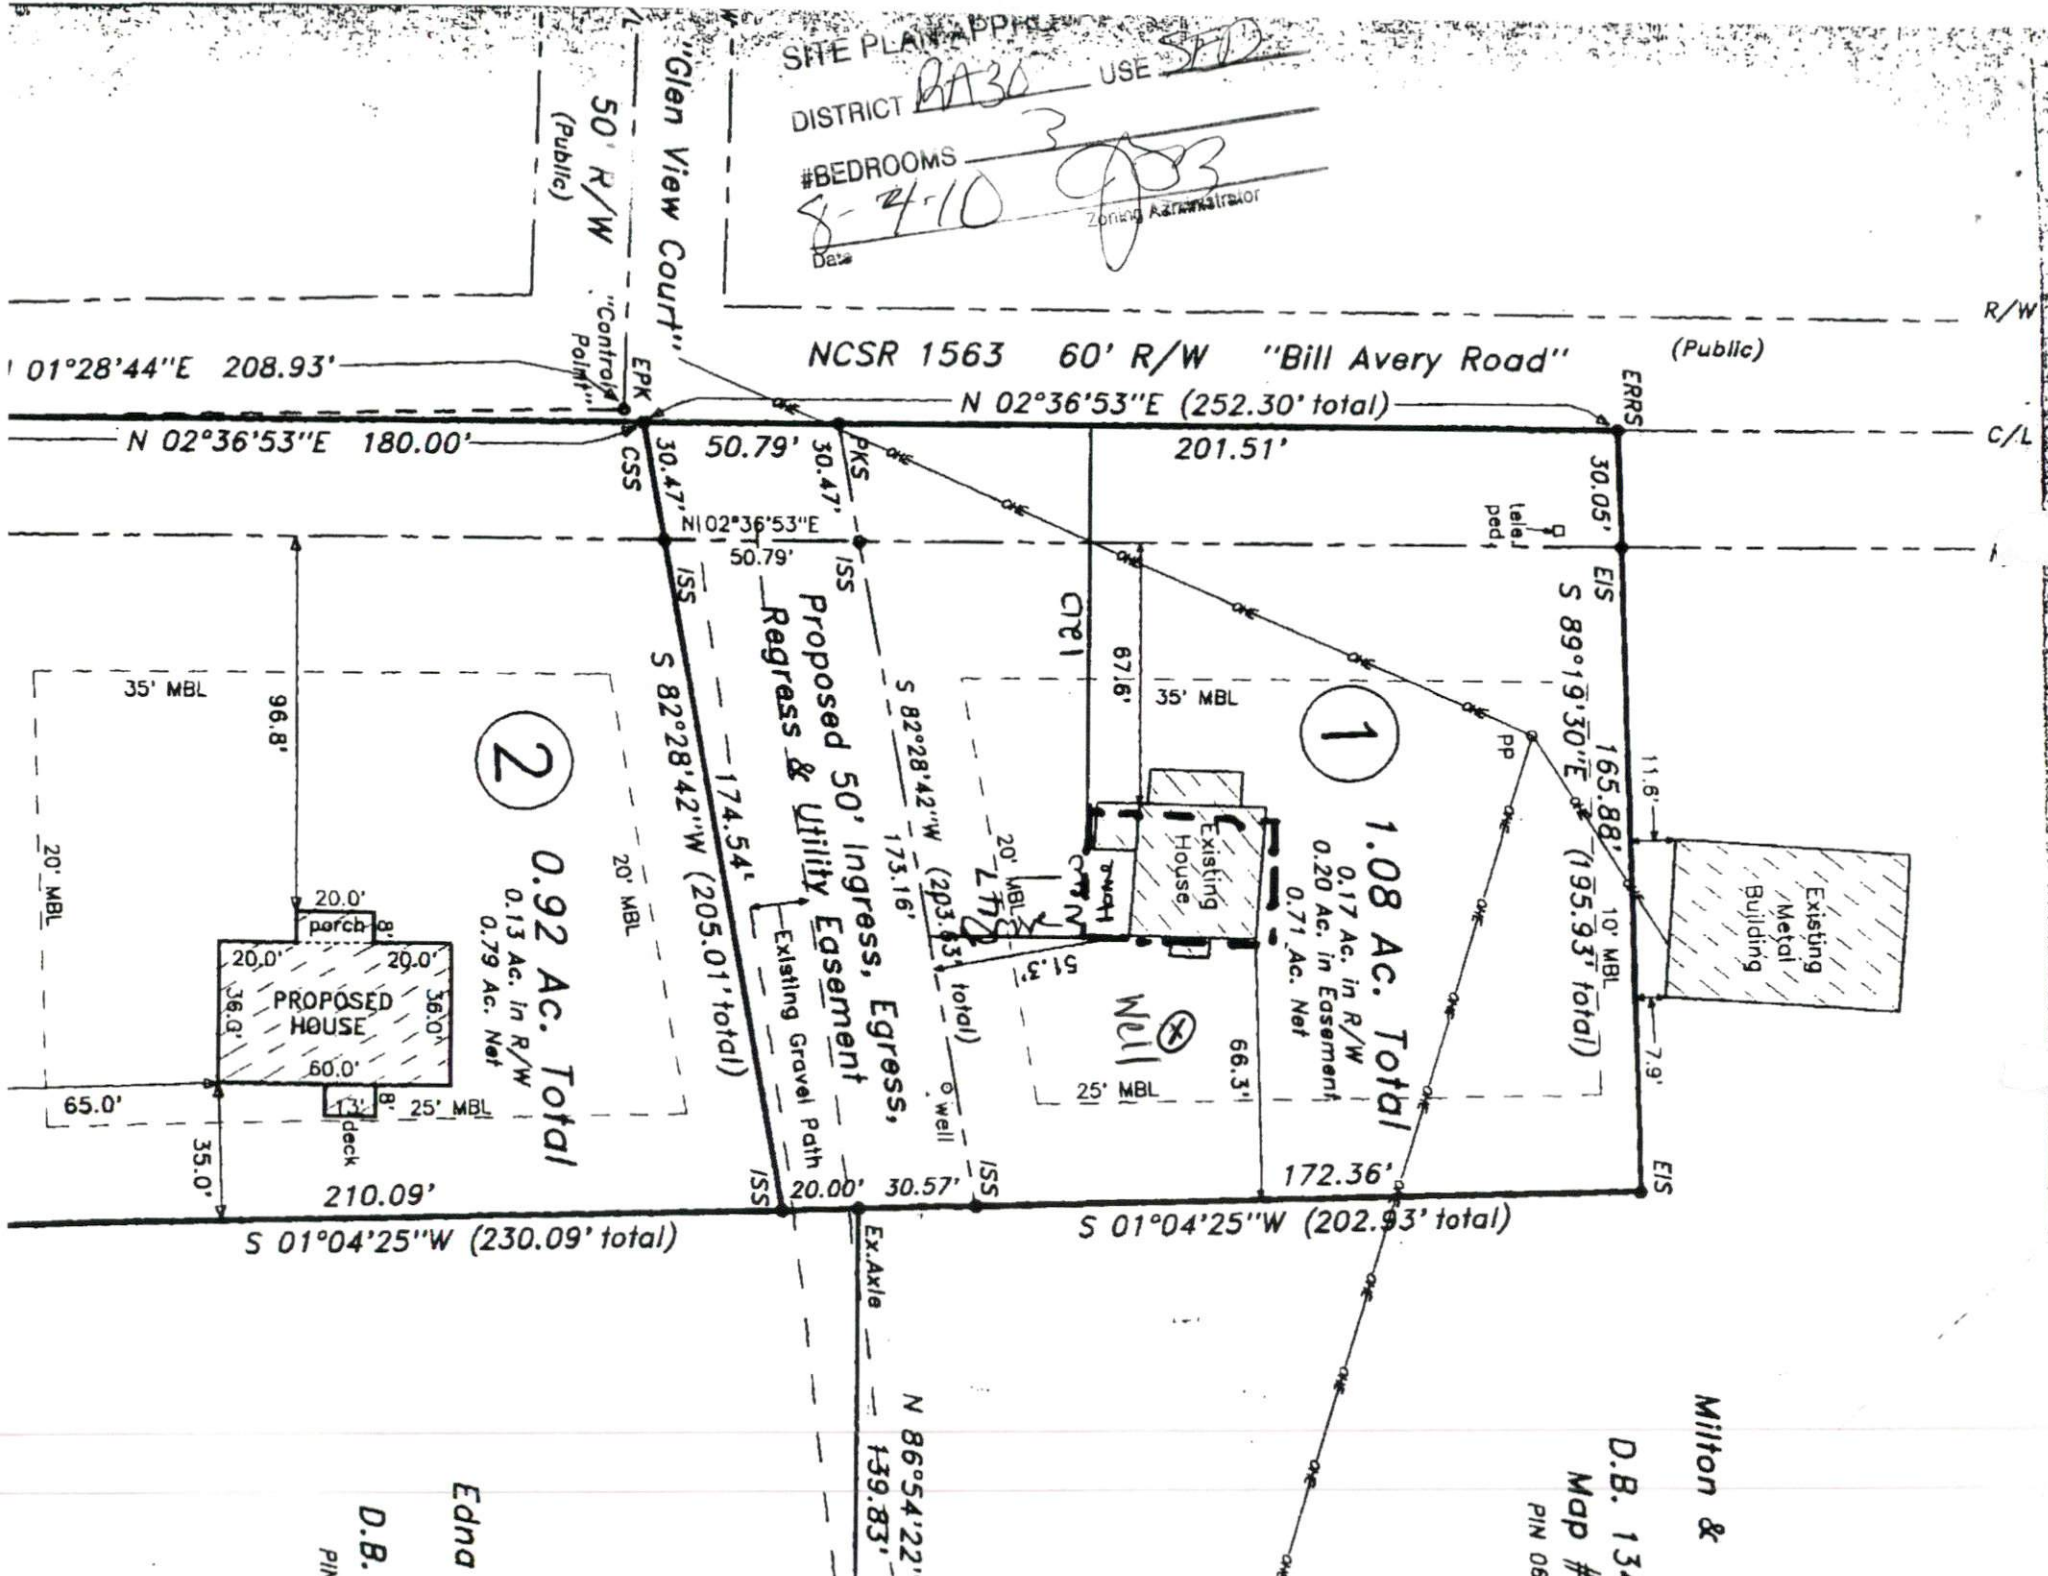 SITE PLAN
DISTRICT RA30 USE SFD
#BEDROOMS 3
8-4-10
Date
Zoning Administrator
"Glen View Court"
50' R/W
(Public)
"Control
Point"
R/W
NCSR 1563 60' R/W "Bill Avery Road" (Public)
01°28'44"E 208.93'
EPK
N 02°36'53"E (252.30' total)
ERRS
C/L
N 02°36'53"E 180.00'
CSS
30.47'
50.79'
30.47'
PKS
201.51'
30.05'
tele.
ped.
N 02°36'53"E
50.79'
ISS
ISS
EIS
Proposed 50' Ingress, Egress,
Regress & Utility Easement
S 82°28'42"W (205.01' total)
174.54'
S 82°28'42"W (203.63' total)
173.16'
S 89°19'30"E (195.93' total)
165.88'
67.6'
35' MBL
1
1.08 Ac. Total
0.17 Ac. in R/W
0.20 Ac. in Easement
0.71 Ac. Net
PP
OHE
11.6'
10' MBL
7.9'
Existing
Metal
Building
Existing
House
20' MBL
51.3'
Well
66.3'
25' MBL
well
Existing Gravel Path
35' MBL
96.8'
2
0.92 Ac. Total
0.13 Ac. in R/W
0.79 Ac. Net
20' MBL
20' MBL
20.0'
porch 8'
20.0' 20.0'
36.0' PROPOSED 36.0'
HOUSE
60.0'
13' 8'
deck
25' MBL
65.0'
35.0'
210.09'
S 01°04'25"W (230.09' total)
ISS
20.00' 30.57'
ISS
172.36'
S 01°04'25"W (202.93' total)
EIS
Ex.Axle
N 86°54'22"
139.83'
Milton &
D.B. 13
Map #
PIN
Edna
D.B.
PIN